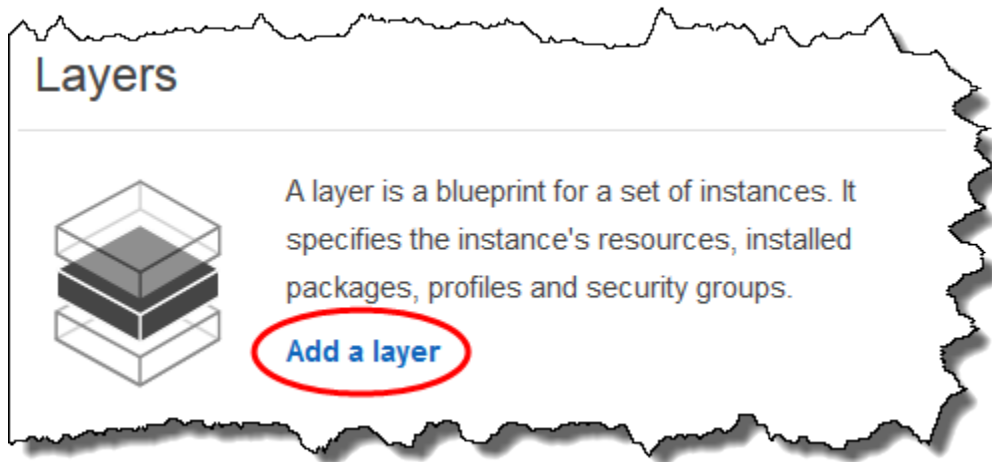 Layers
A layer is a blueprint for a set of instances. It
specifies the instance's resources, installed
packages, profiles and security groups.
Add a layer